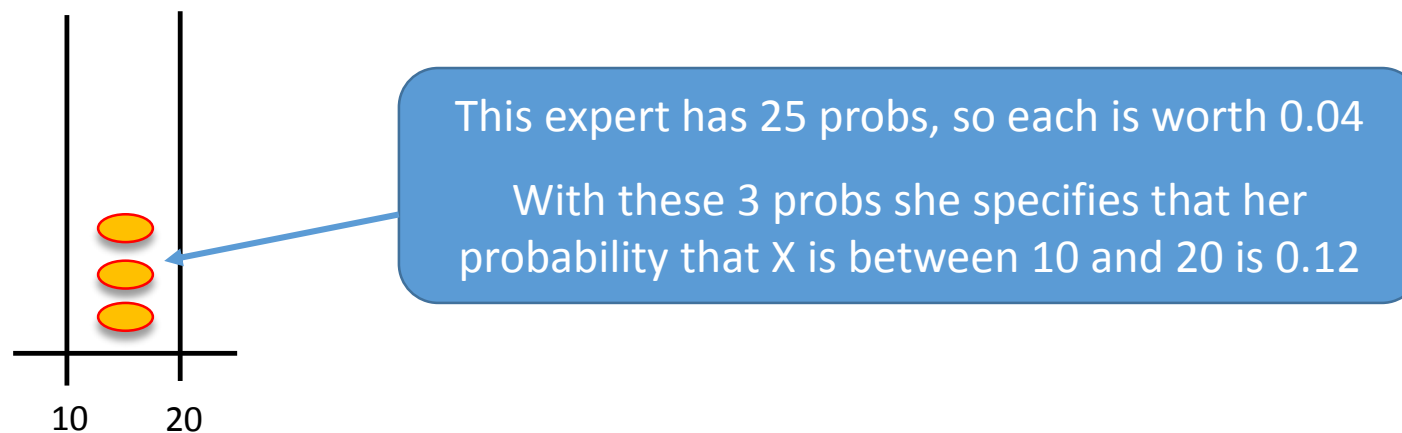 This expert has 25 probs, so each is worth 0.04
With these 3 probs she specifies that her
probability that X is between 10 and 20 is 0.12
10 20